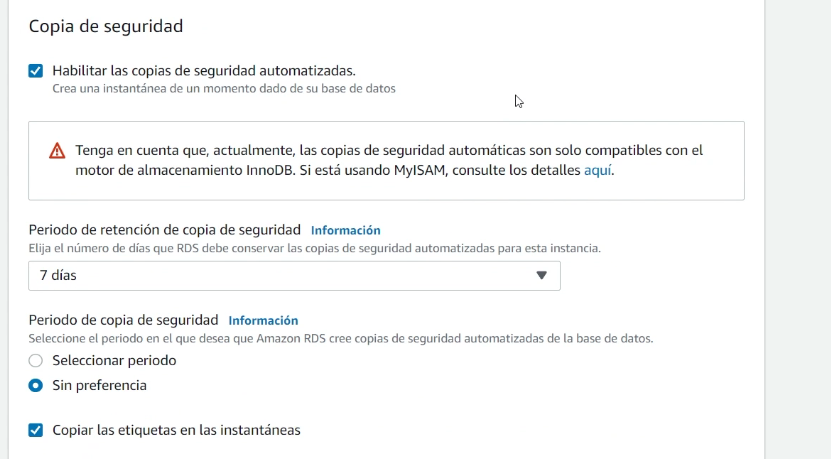 Copia de seguridad
Habilitar las copias de seguridad automatizadas.
Crea una instantánea de un momento dado de su base de datos
Tenga en cuenta que, actualmente, las copias de seguridad automáticas son solo compatibles con el
motor de almacenamiento InnoDB. Si está usando MyISAM, consulte los detalles aquí.
Periodo de retención de copia de seguridad Información
Elija el número de días que RDS debe conservar las copias de seguridad automatizadas para esta instancia.
7 días
Periodo de copia de seguridad Información
Seleccione el periodo en el que desea que Amazon RDS cree copias de seguridad automatizadas de la base de datos.
Seleccionar periodo
Sin preferencia
Copiar las etiquetas en las instantáneas